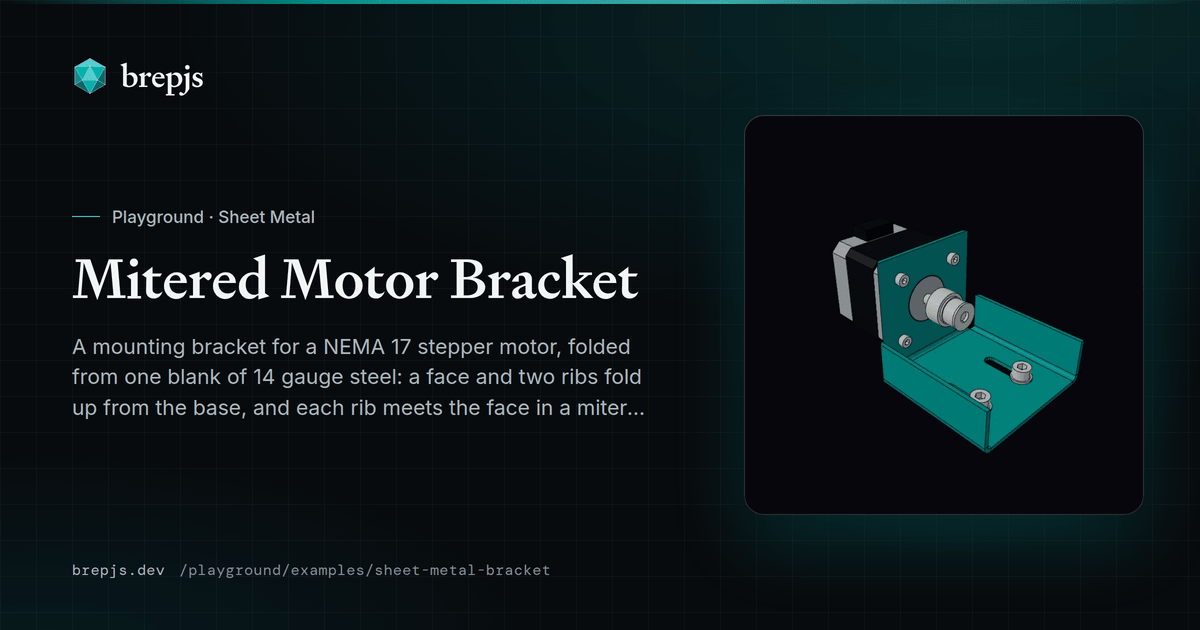 brepjs
Playground · Sheet Metal
Mitered Motor Bracket
A mounting bracket for a NEMA 17 stepper motor, folded
from one blank of 14 gauge steel: a face and two ribs fold
up from the base, and each rib meets the face in a miter...
brepjs.dev /playground/examples/sheet-metal-bracket